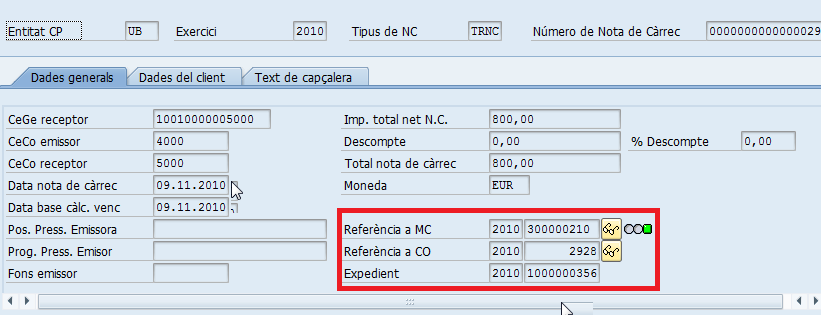 Entitat CP UB Exercici 2010 Tipus de NC TRNC Número de Nota de Càrrec 0000000000000029
Dades generals Dades del client Text de capçalera
CeGe receptor 10010000005000 Imp. total net N.C. 800,00
CeCo emissor 4000 Descompte 0,00 % Descompte 0,00
CeCo receptor 5000 Total nota de càrrec 800,00
Data nota de càrrec 09.11.2010 Moneda EUR
Data base càlc. venc 09.11.2010
Pos. Press. Emissora Referència a MC 2010 300000210
Prog. Press. Emisor Referència a CO 2010 2928
Fons emissor Expedient 2010 1000000356